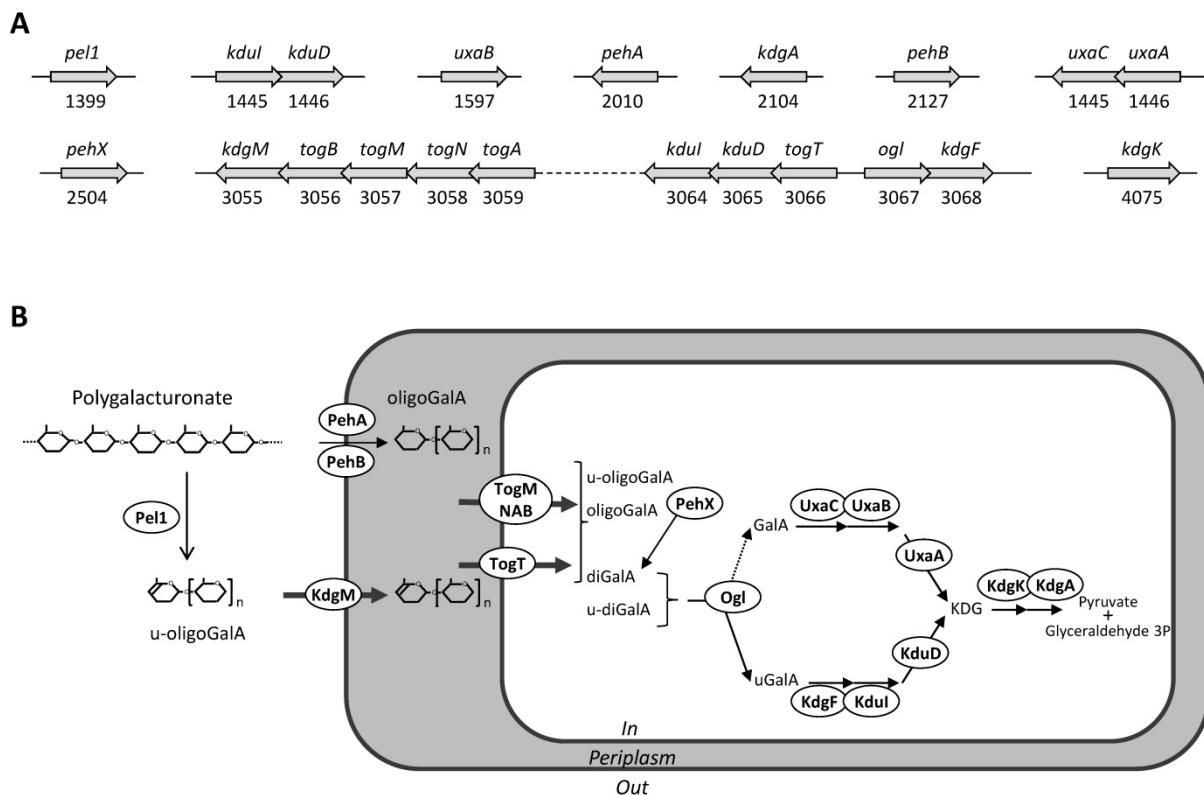 A
pel1 kduI kduD uxaB pehA kdgA pehB uxaC uxaA
1399 1445 1446 1597 2010 2104 2127 1445 1446
pehX kdgM togB togM togN togA kduI kduD togT ogl kdgF kdgK
2504 3055 3056 3057 3058 3059 3064 3065 3066 3067 3068 4075
B
Polygalacturonate
oligoGalA
PehA
PehB
n
Pel1
TogM
NAB
u-oligoGalA
oligoGalA
PehX
GalA
UxaC UxaB
UxaA
TogT
diGalA
u-diGalA
Ogl
KDG
KdgK KdgA
Pyruvate
+
Glyceraldehyde 3P
KdgM
n
n
u-oligoGalA
KduD
uGalA
KdgF KduI
In
Periplasm
Out